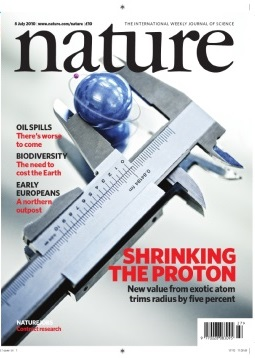 8 July 2010 | www.nature.com/nature | £10
THE INTERNATIONAL WEEKLY JOURNAL OF SCIENCE
nature
OIL SPILLS
There's worse
to come
BIODIVERSITY
The need to
cost the Earth
EARLY
EUROPEANS
A northern
outpost
SHRINKING
THE PROTON
New value from exotic atom
trims radius by five percent
NATUREJOBS
Contract research